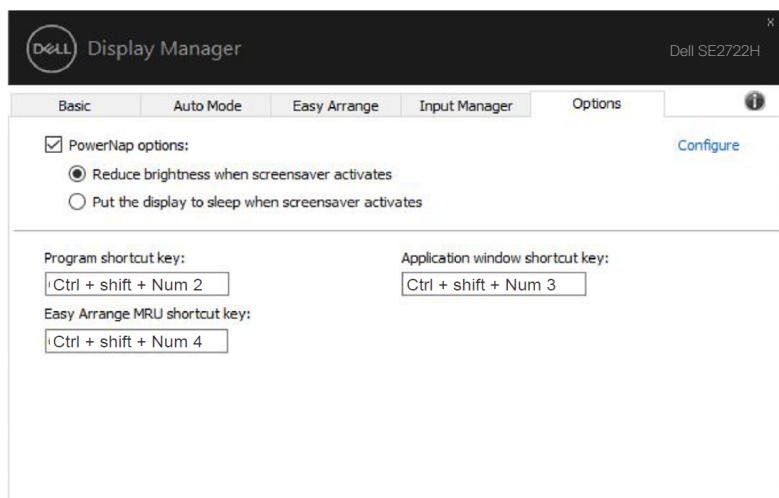 DELL Display Manager
X
Dell SE2722H
Basic Auto Mode Easy Arrange Input Manager Options
PowerNap options: Configure
Reduce brightness when screensaver activates
Put the display to sleep when screensaver activates
Program shortcut key: Application window shortcut key:
Ctrl + shift + Num 2 Ctrl + shift + Num 3
Easy Arrange MRU shortcut key:
Ctrl + shift + Num 4